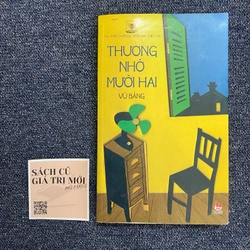 THƯƠNG
NHỚ
MƯỜI HAI
VŨ BẰNG
SÁCH CŨ
GIÁ TRỊ MỚI